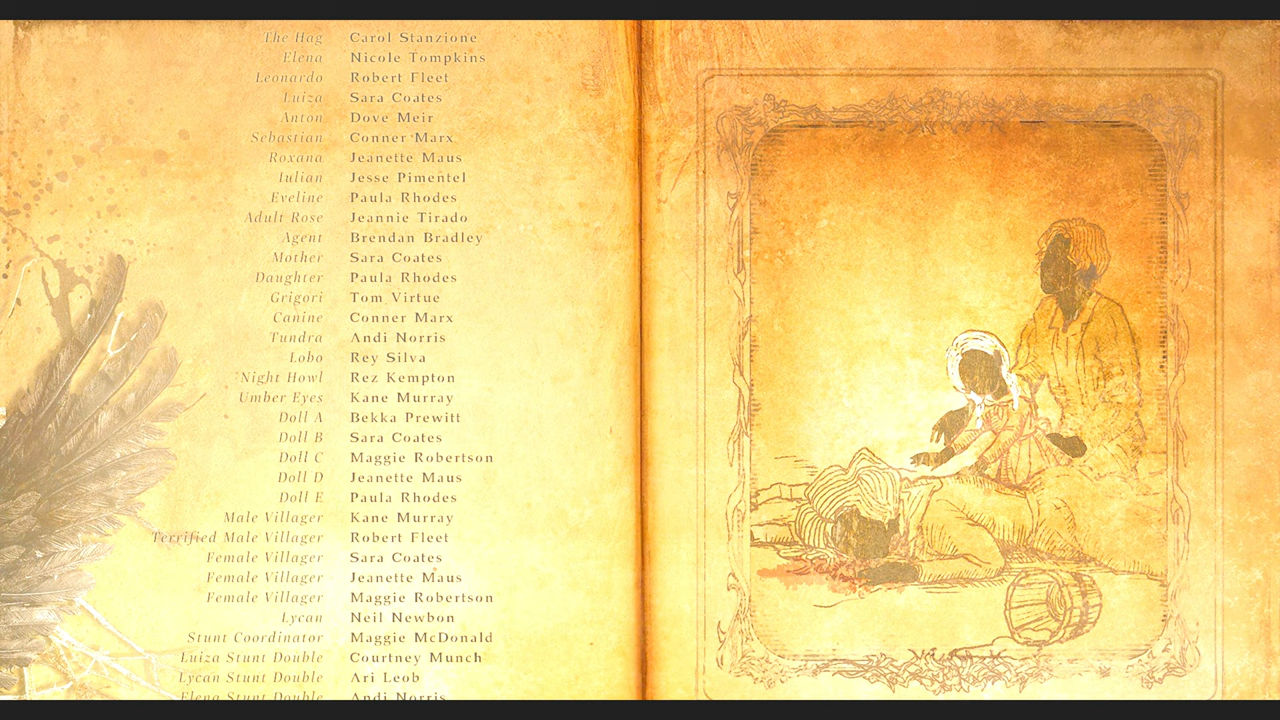 The Hag Carol Stanzione
Elena Nicole Tompkins
Leonardo Robert Fleet
Luiza Sara Coates
Anton Dove Meir
Sebastian Conner Marx
Roxana Jeanette Maus
Iulian Jesse Pimentel
Eveline Paula Rhodes
Adult Rose Jeannie Tirado
Agent Brendan Bradley
Mother Sara Coates
Daughter Paula Rhodes
Grigori Tom Virtue
Canine Conner Marx
Tundra Andi Norris
Lobo Rey Silva
Night Howl Rez Kempton
Umber Eyes Kane Murray
Doll A Bekka Prewitt
Doll B Sara Coates
Doll C Maggie Robertson
Doll D Jeanette Maus
Doll E Paula Rhodes
Male Villager Kane Murray
Terrified Male Villager Robert Fleet
Female Villager Sara Coates
Female Villager Jeanette Maus
Female Villager Maggie Robertson
Lycan Neil Newbon
Stunt Coordinator Maggie McDonald
Luiza Stunt Double Courtney Munch
Lycan Stunt Double Ari Leob
Elena Stunt Double Andi Norris